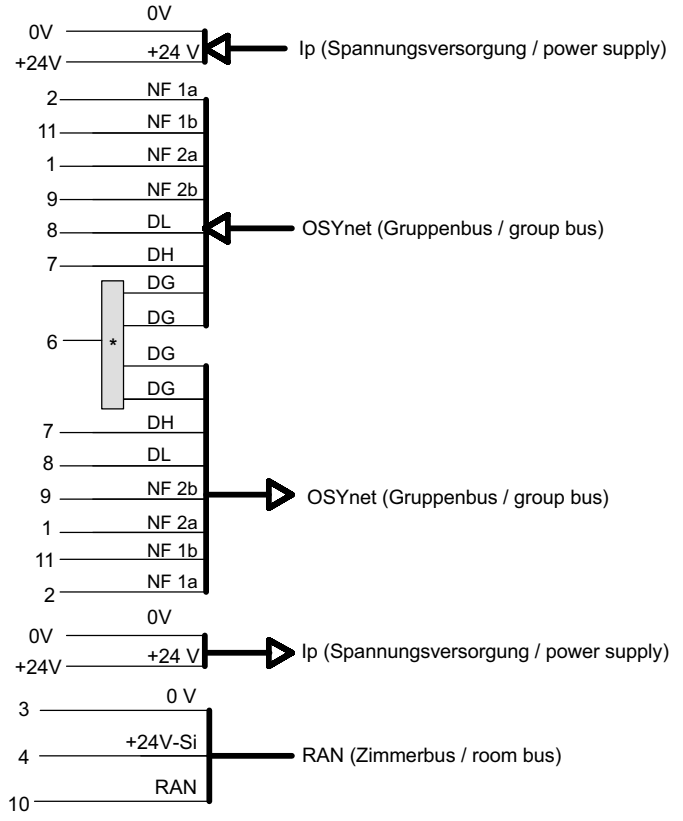 0V
0V
+24V +24 V Ip (Spannungsversorgung / power supply)
2 NF 1a
11 NF 1b
1 NF 2a
9 NF 2b
8 DL OSYnet (Gruppenbus / group bus)
7 DH
DG
DG
6 *
DG
DG
7 DH
8 DL
9 NF 2b OSYnet (Gruppenbus / group bus)
1 NF 2a
11 NF 1b
2 NF 1a
0V
0V
+24V +24 V Ip (Spannungsversorgung / power supply)
3 0 V
4 +24V-Si RAN (Zimmerbus / room bus)
10 RAN